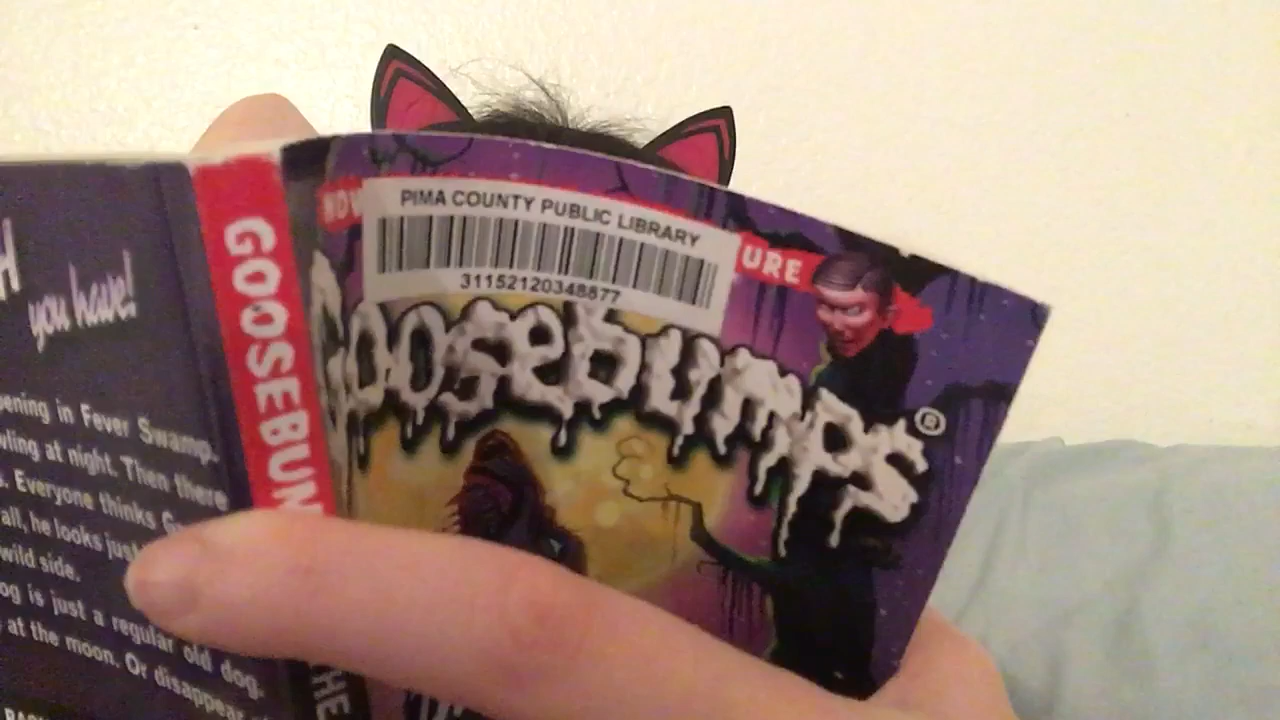 H
you have!
pening in Fever Swamp.
wling at night. Then there
s. Everyone thinks
all, he looks just
wild side.
og is just a regular old dog.
at the moon. Or disappear
GOOSEBUM
THE
NOW
URE
PIMA COUNTY PUBLIC LIBRARY
31152120348877
Goosebumps®